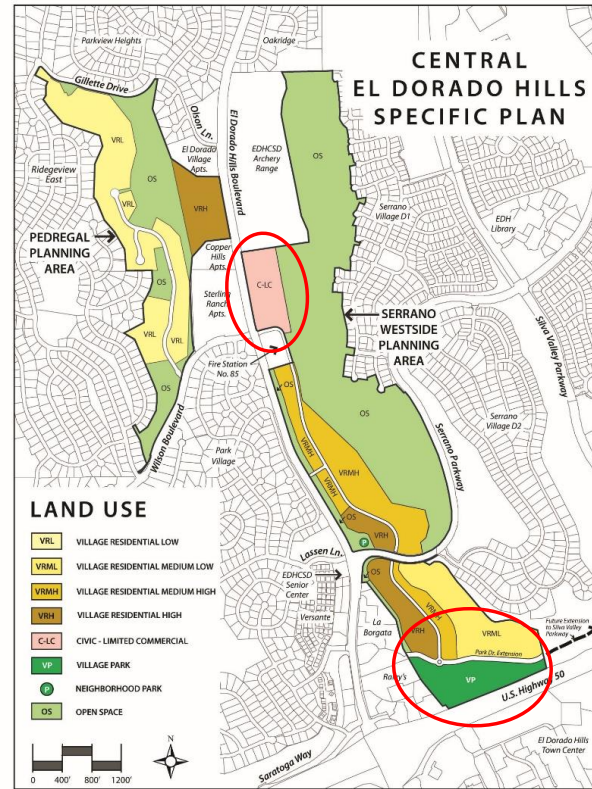 CENTRAL
EL DORADO HILLS
SPECIFIC PLAN
Parkview Heights
Oakridge
Gillette Drive
Olson Ln.
El Dorado Hills Boulevard
El Dorado
Village
Apts.
EDHCSD
Archery
Range
VRL
OS
VRH
VRL
Ridgeview
East
PEDREGAL
PLANNING
AREA
Copper
Hills Apts.
OS
Sterling
Ranch
Apts.
C-LC
OS
Serrano
Village D1
EDH
Library
Silva Valley Parkway
SERRANO
WESTSIDE
PLANNING
AREA
VRL
VRL
OS
Fire Station
No. 85
Wilson Boulevard
Park
Village
OS
VRMH
VRMH
VRMH
OS
Serrano Parkway
Serrano
Village D2
OS
VRH
P
Lassen Ln.
EDHCSD
Senior
Center
Versante
OS
La
Borgata
VRH
VRMH
VRML
Park Dr. Extension
Future Extension
to Silva Valley
Parkway
VP
Raley's
U.S. Highway 50
El Dorado Hills
Town Center
Saratoga Way
LAND USE
VRL VILLAGE RESIDENTIAL LOW
VRML VILLAGE RESIDENTIAL MEDIUM LOW
VRMH VILLAGE RESIDENTIAL MEDIUM HIGH
VRH VILLAGE RESIDENTIAL HIGH
C-LC CIVIC - LIMITED COMMERCIAL
VP VILLAGE PARK
P NEIGHBORHOOD PARK
OS OPEN SPACE
0 400' 800' 1200'
N